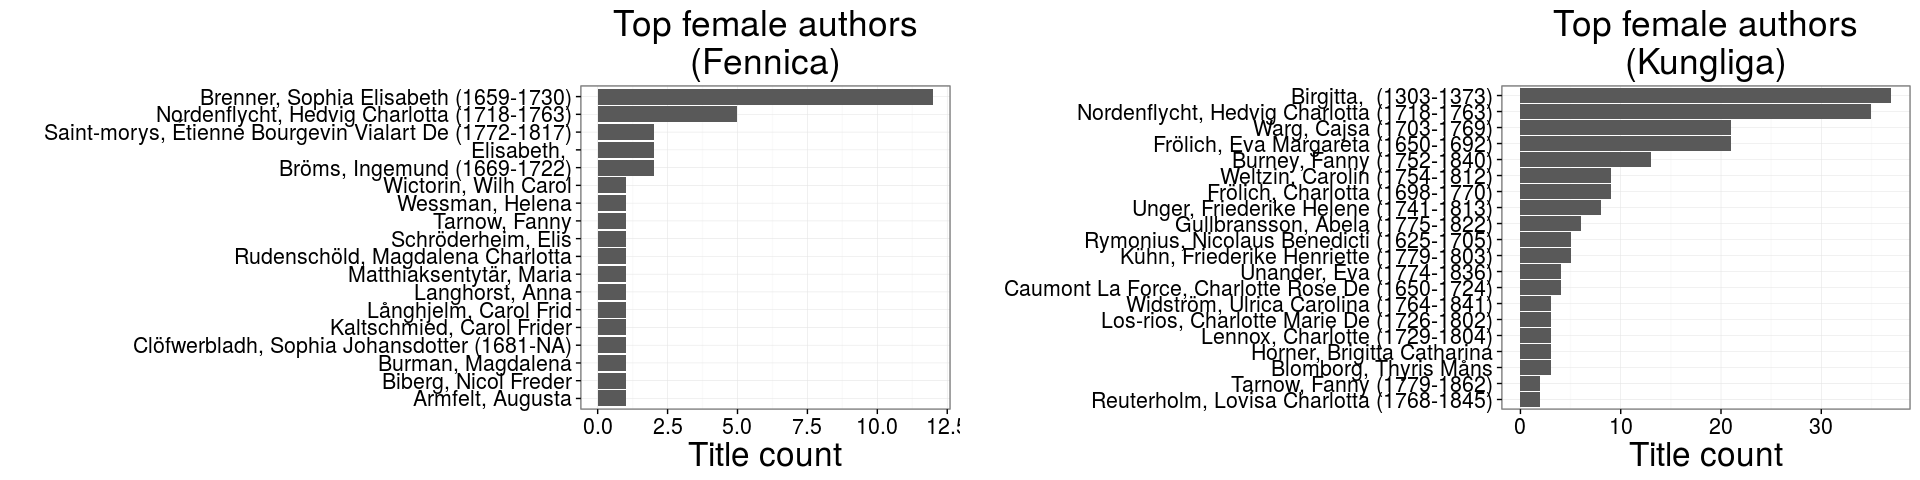 Top female authors
(Fennica)
Brenner, Sophia Elisabeth (1659-1730)
Nordenflycht, Hedvig Charlotta (1718-1763)
Saint-morys, Étienne Bourgevin Vialart De (1772-1817)
Elisabeth,
Bröms, Ingemund (1669-1722)
Wictorin, Wilh Carol
Wessman, Helena
Tarnow, Fanny
Schröderheim, Elis
Rudenschöld, Magdalena Charlotta
Matthiaksentytär, Maria
Langhorst, Anna
Långhjelm, Carol Frid
Kaltschmied, Carol Frider
Clöfwerbladh, Sophia Johansdotter (1681-NA)
Burman, Magdalena
Biberg, Nicol Freder
Armfelt, Augusta
0.0 2.5 5.0 7.5 10.0 12.5
Title count
Top female authors
(Kungliga)
Birgitta, (1303-1373)
Nordenflycht, Hedvig Charlotta (1718-1763)
Warg, Cajsa (1703-1769)
Frölich, Eva Margareta (1650-1692)
Burney, Fanny (1752-1840)
Weltzin, Carolin (1754-1812)
Frölich, Charlotta (1698-1770)
Unger, Friederike Helene (1741-1813)
Gullbransson, Abela (1775-1822)
Rymonius, Nicolaus Benedicti (1625-1705)
Kühn, Friederike Henriette (1779-1803)
Unander, Eva (1774-1836)
Caumont La Force, Charlotte Rose De (1650-1724)
Widström, Ulrica Carolina (1764-1841)
Los-rios, Charlotte Marie De (1726-1802)
Lennox, Charlotte (1729-1804)
Hörner, Brigitta Catharina
Blomborg, Thyris Måns
Tarnow, Fanny (1779-1862)
Reuterholm, Lovisa Charlotta (1768-1845)
0 10 20 30
Title count